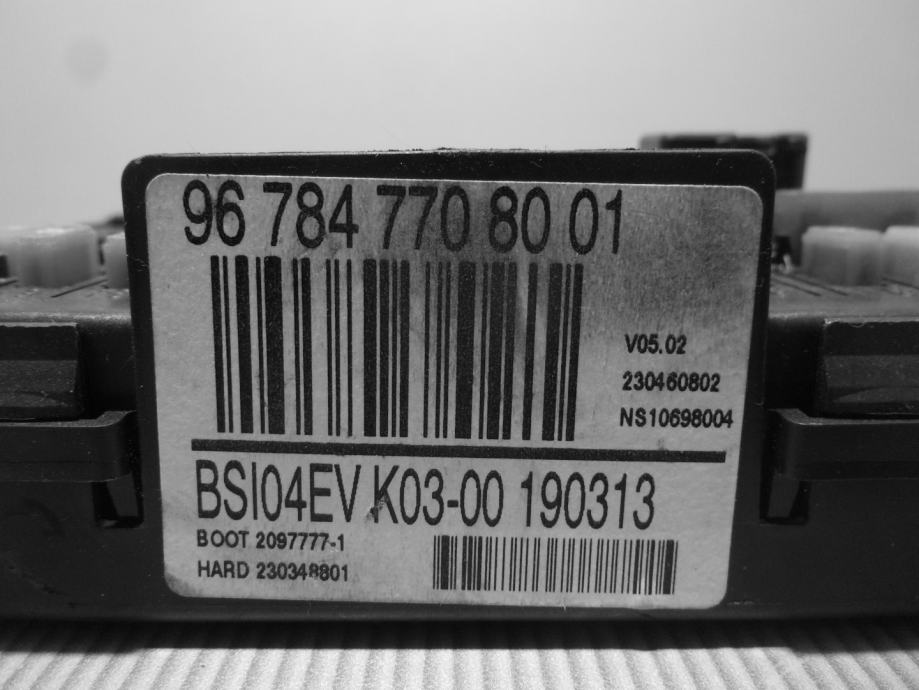 96 784 770 80 01
V05.02
230460802
NS10698004
BSI04EV K03-00 190313
BOOT 2097777-1
HARD 230348801